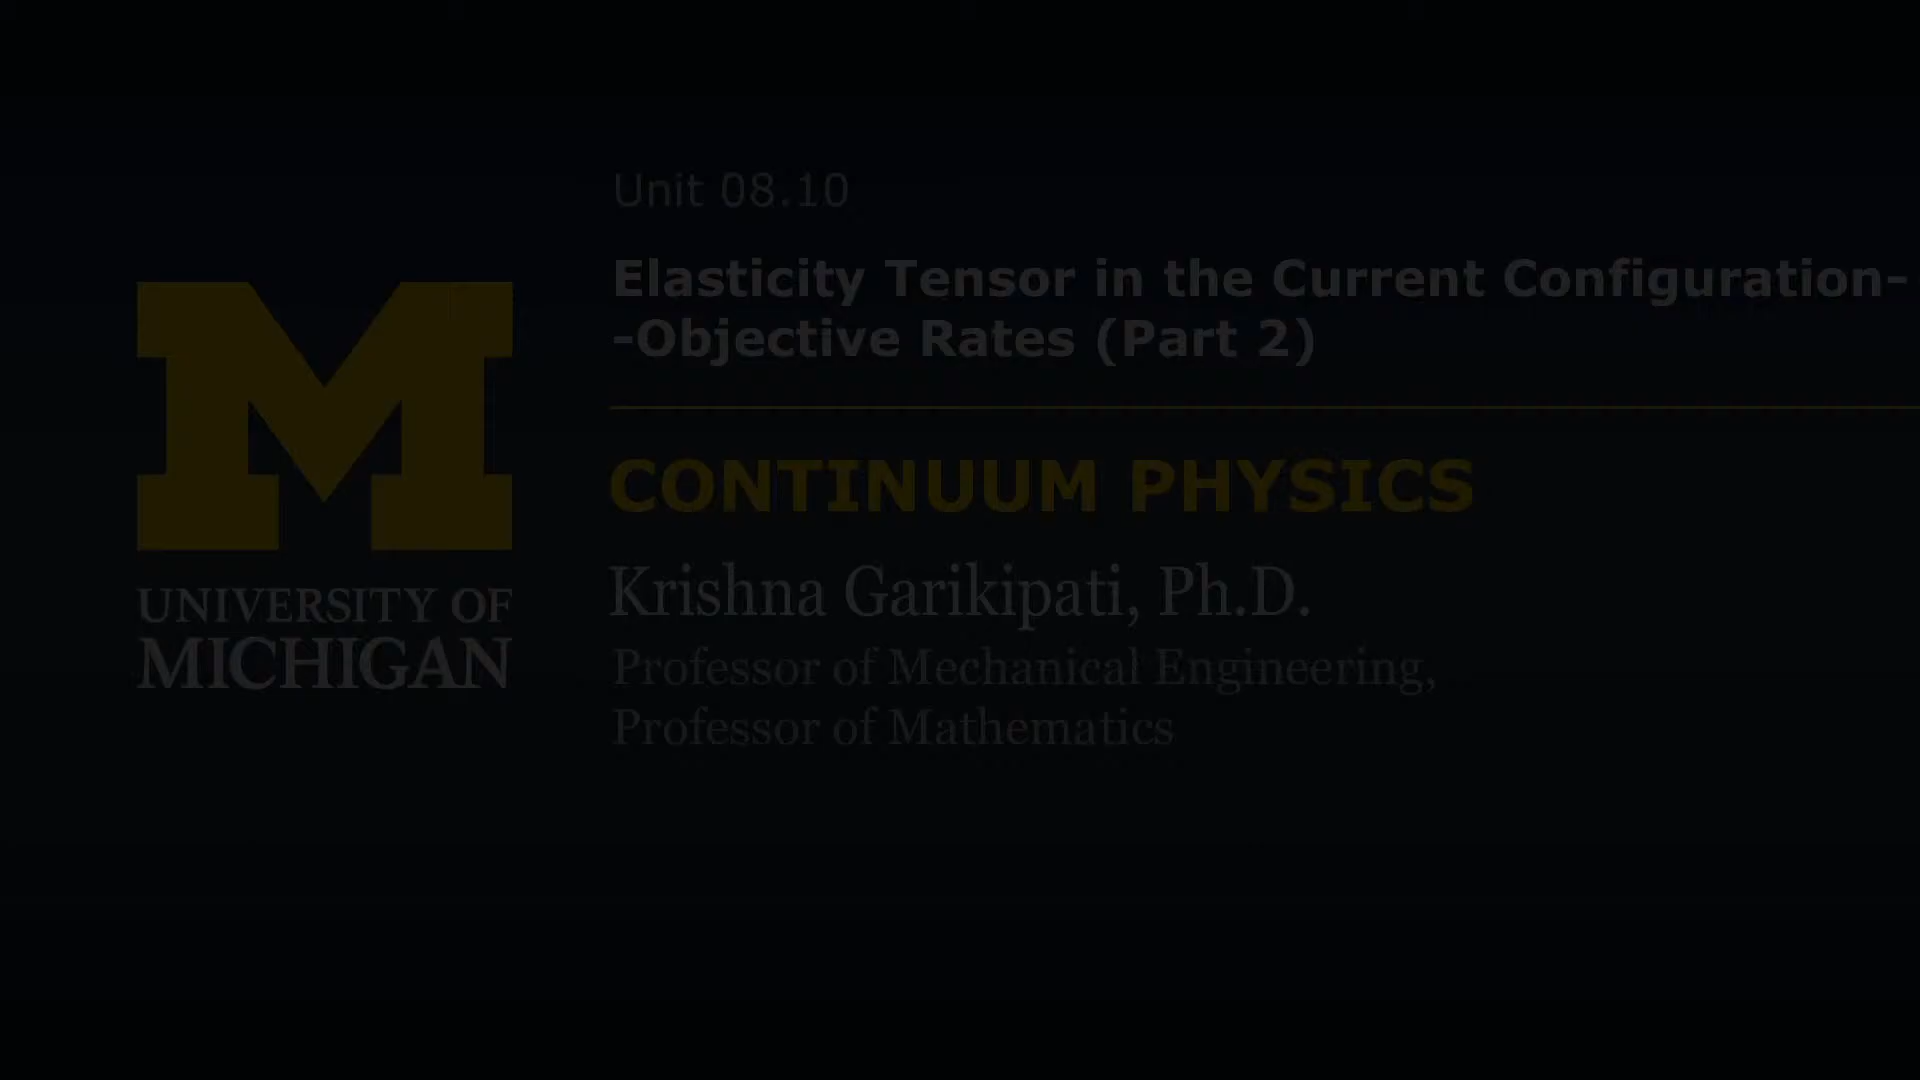 Unit 08.10
Elasticity Tensor in the Current Configuration-
-Objective Rates (Part 2)
CONTINUUM PHYSICS
Krishna Garikipati, Ph.D.
Professor of Mechanical Engineering,
Professor of Mathematics
UNIVERSITY OF
MICHIGAN